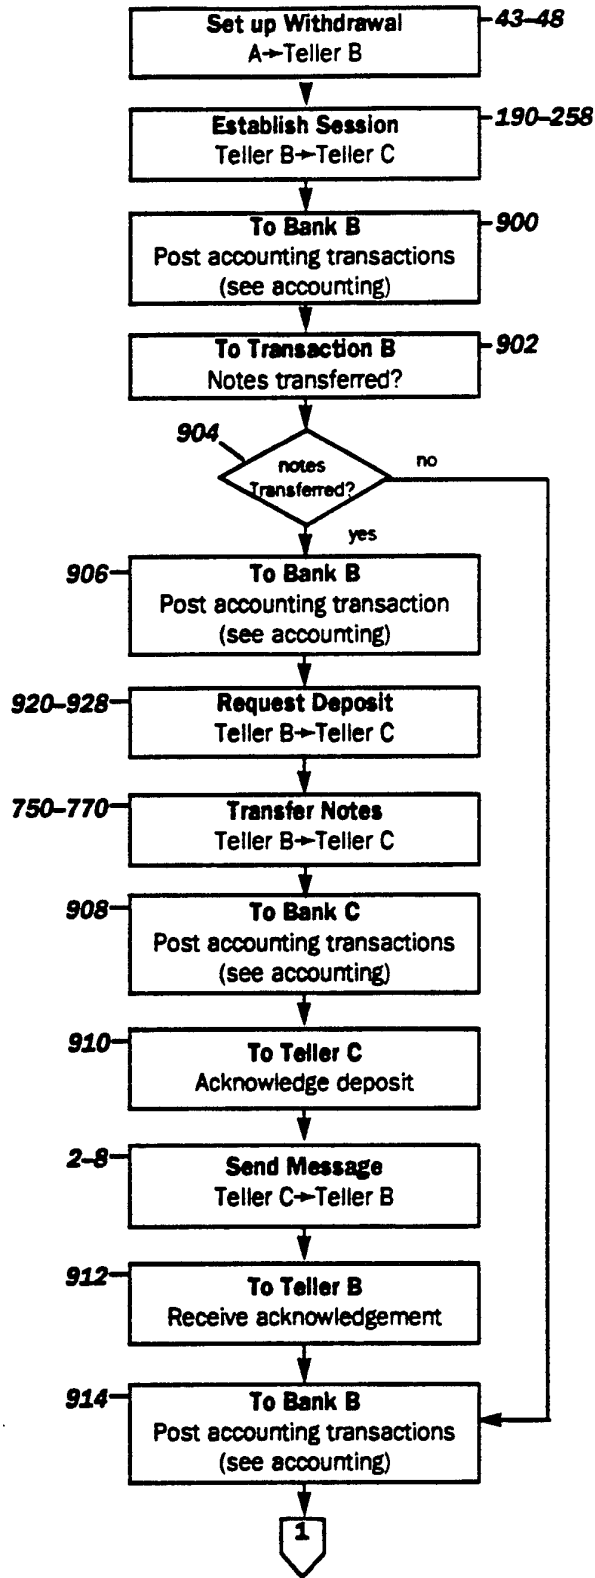 Set up Withdrawal
A→Teller B
43–48
Establish Session
Teller B→Teller C
190–258
To Bank B
Post accounting transactions
(see accounting)
900
To Transaction B
Notes transferred?
902
904
notes
Transferred?
no
yes
906
To Bank B
Post accounting transaction
(see accounting)
920–928
Request Deposit
Teller B→Teller C
750–770
Transfer Notes
Teller B→Teller C
908
To Bank C
Post accounting transactions
(see accounting)
910
To Teller C
Acknowledge deposit
2–8
Send Message
Teller C→Teller B
912
To Teller B
Receive acknowledgement
914
To Bank B
Post accounting transactions
(see accounting)
1